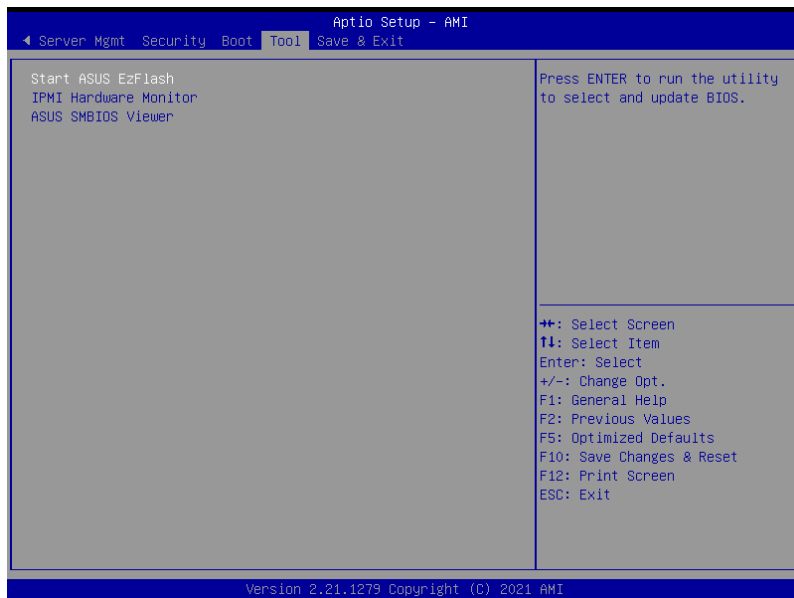 Aptio Setup – AMI
◄ Server Mgmt Security Boot Tool Save & Exit
Start ASUS EzFlash
IPMI Hardware Monitor
ASUS SMBIOS Viewer
Press ENTER to run the utility
to select and update BIOS.
→←: Select Screen
↑↓: Select Item
Enter: Select
+/-: Change Opt.
F1: General Help
F2: Previous Values
F5: Optimized Defaults
F10: Save Changes & Reset
F12: Print Screen
ESC: Exit
Version 2.21.1279 Copyright (C) 2021 AMI